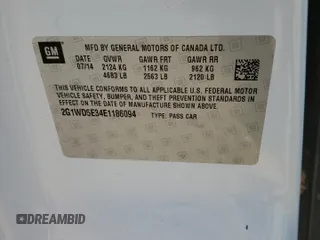 GM
MFD BY GENERAL MOTORS OF CANADA LTD.
DATE GVWR GAWR FRT GAWR RR
07/14 2124 KG 1162 KG 962 KG
4683 LB 2563 LB 2120 LB
THIS VEHICLE CONFORMS TO ALL APPLICABLE U.S. FEDERAL MOTOR
VEHICLE SAFETY, BUMPER, AND THEFT PREVENTION STANDARDS IN
EFFECT ON THE DATE OF MANUFACTURE SHOWN ABOVE.
2G1WD5E34E1186094 TYPE: PASS CAR
DREAMBID